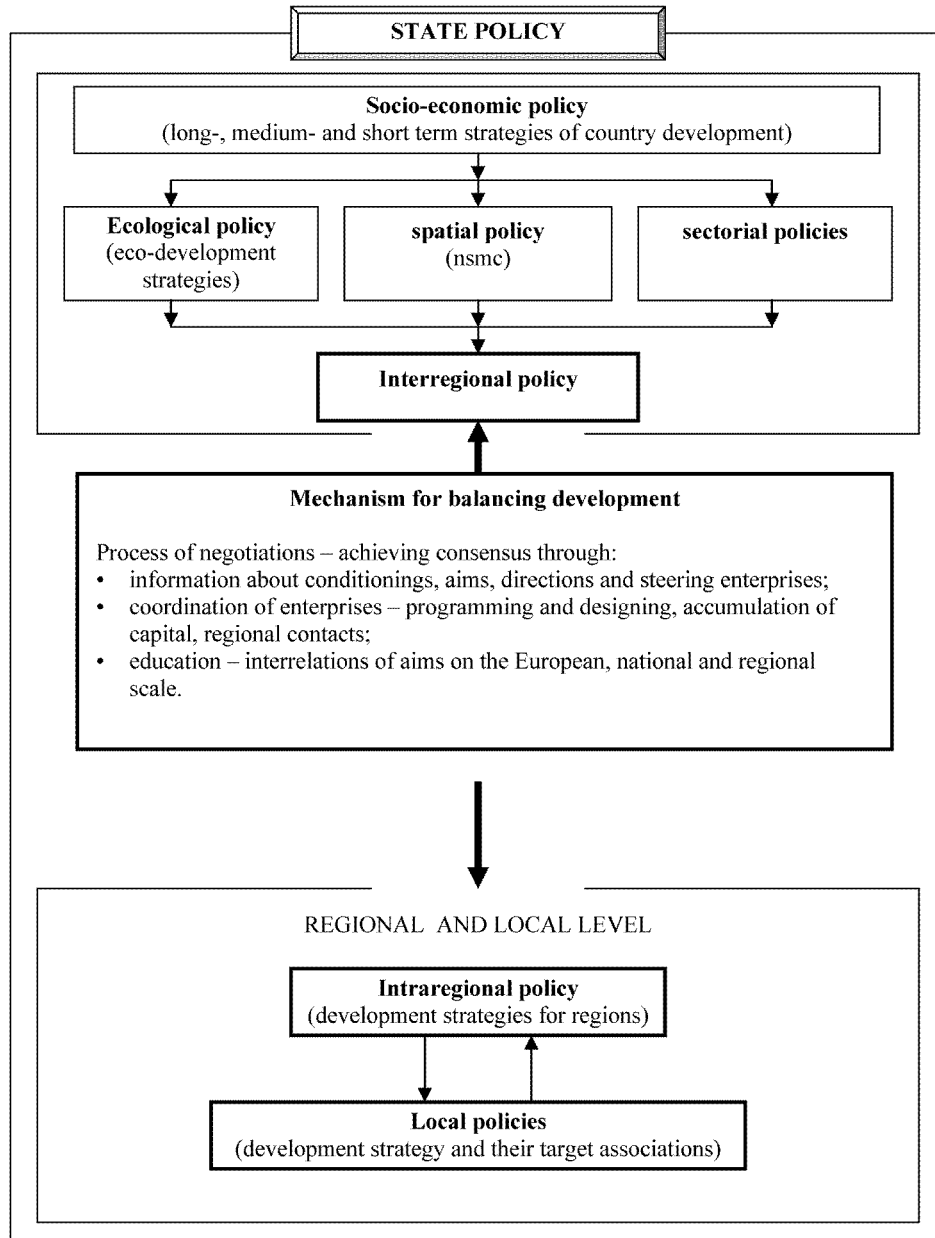 STATE POLICY
Socio-economic policy
(long-, medium- and short term strategies of country development)
Ecological policy
(eco-development
strategies)
spatial policy
(nsmc)
sectorial policies
Interregional policy
Mechanism for balancing development
Process of negotiations – achieving consensus through:
• information about conditionings, aims, directions and steering enterprises;
• coordination of enterprises – programming and designing, accumulation of
capital, regional contacts;
• education – interrelations of aims on the European, national and regional
scale.
REGIONAL AND LOCAL LEVEL
Intraregional policy
(development strategies for regions)
Local policies
(development strategy and their target associations)